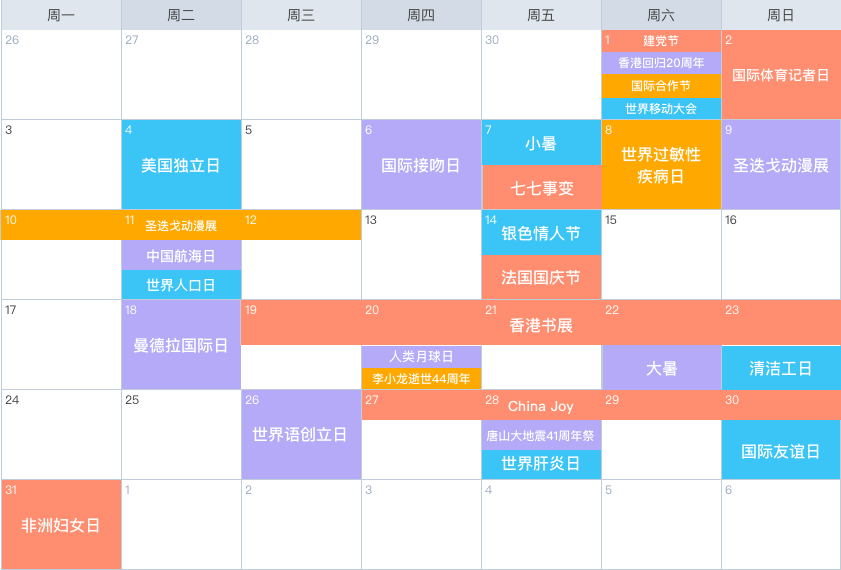 周一 周二 周三 周四 周五 周六 周日
26 27 28 29 30 1 建党节 2
香港回归20周年
国际体育记者日
国际合作节
世界移动大会
3 4 5 6 7 8 9
小暑
世界过敏性
疾病日
美国独立日 国际接吻日 圣迭戈动漫展
七七事变
10 11 圣迭戈动漫展 12 13 14 15 16
银色情人节
中国航海日
法国国庆节
世界人口日
17 18 19 20 21 22 23
香港书展
曼德拉国际日
人类月球日
大暑 清洁工日
李小龙逝世44周年
24 25 26 27 28 China Joy 29 30
世界语创立日
唐山大地震41周年祭
国际友谊日
世界肝炎日
31 1 2 3 4 5 6
非洲妇女日